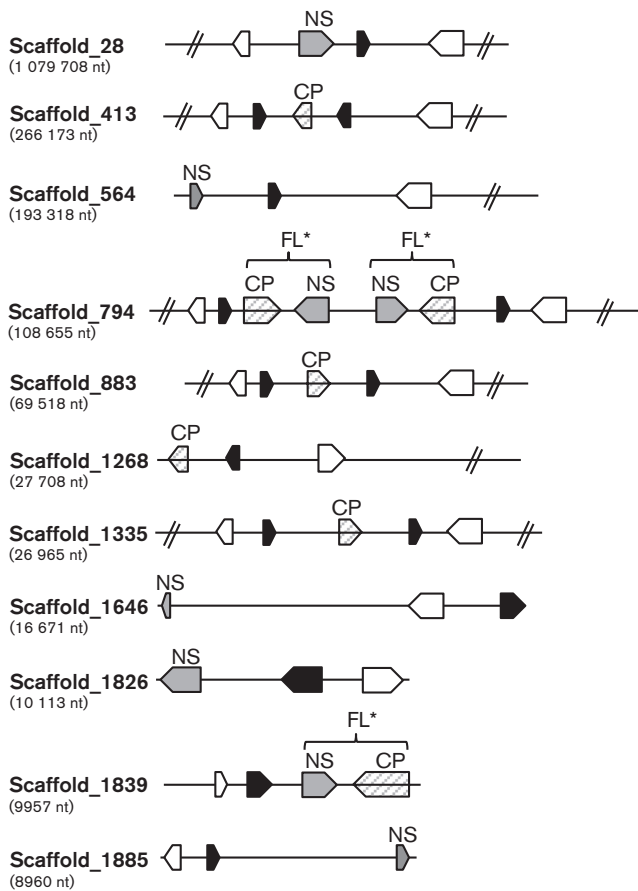 NS
Scaffold_28
(1 079 708 nt)
CP
Scaffold_413
(266 173 nt)
NS
Scaffold_564
(193 318 nt)
FL* FL*
CP NS NS CP
Scaffold_794
(108 655 nt)
CP
Scaffold_883
(69 518 nt)
CP
Scaffold_1268
(27 708 nt)
CP
Scaffold_1335
(26 965 nt)
NS
Scaffold_1646
(16 671 nt)
NS
Scaffold_1826
(10 113 nt)
FL*
NS CP
Scaffold_1839
(9957 nt)
NS
Scaffold_1885
(8960 nt)